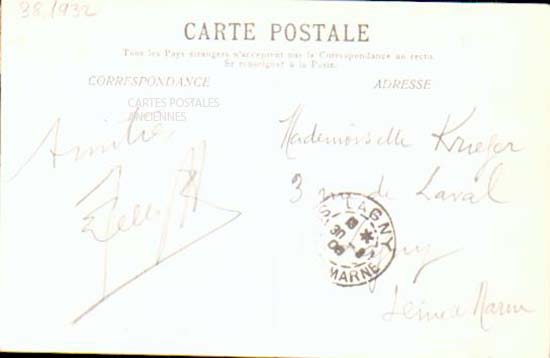 38/1932
CARTE POSTALE
Tous les Pays étrangers n'acceptent pas la Correspondance au recto.
Se renseigner à la Poste.
CORRESPONDANCE
ADRESSE
CARTES POSTALES
ANCIENNES
Amitiés
Mademoiselle Krieger
3 rue de Laval
LAGNY
MARNE
Seine & Marne